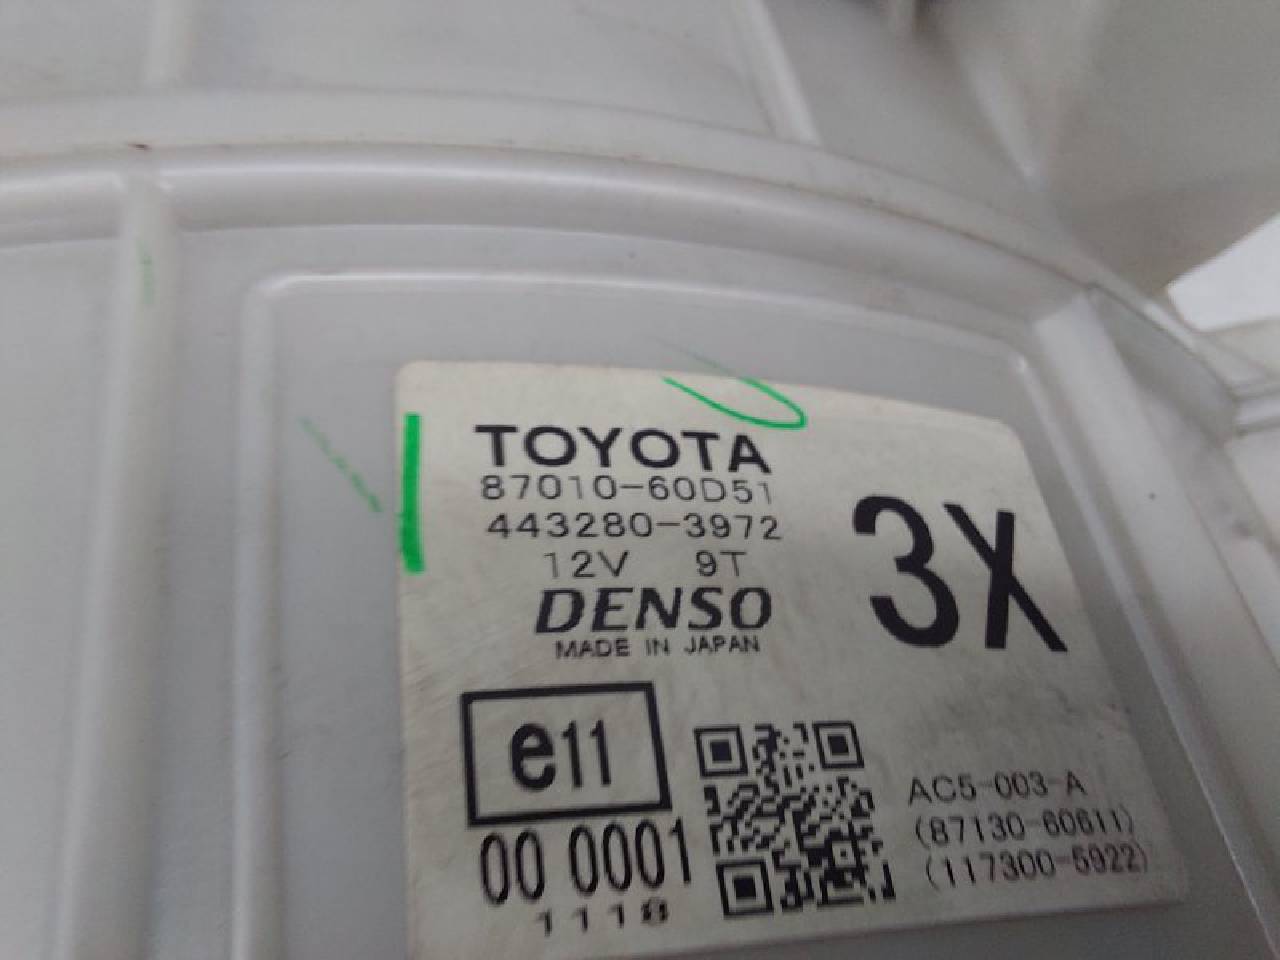 TOYOTA
87010-60D51
443280-3972
12V 9T
DENSO
MADE IN JAPAN
3X
e11
00 0001
1118
AC5-003-A
(87130-60611)
(117300-5922)